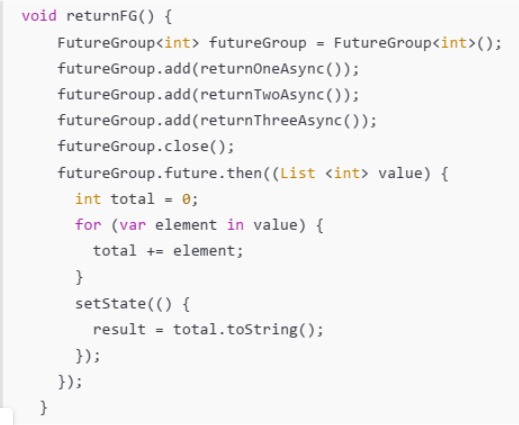 void returnFG() {
    FutureGroup<int> futureGroup = FutureGroup<int>();
    futureGroup.add(returnOneAsync());
    futureGroup.add(returnTwoAsync());
    futureGroup.add(returnThreeAsync());
    futureGroup.close();
    futureGroup.future.then((List <int> value) {
      int total = 0;
      for (var element in value) {
        total += element;
      }
      setState(() {
        result = total.toString();
      });
    });
  }